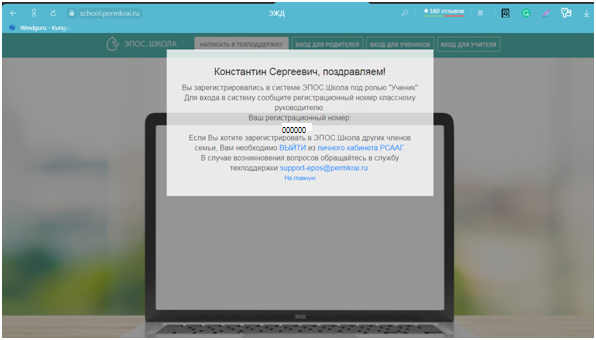 school.permkrai.ru
ЭЖД
★ 160 отзывов
Windguru - Kung
ЭПОС.ШКОЛА
НАПИСАТЬ В ТЕХПОДДЕРЖКУ
ВХОД ДЛЯ РОДИТЕЛЕЙ
ВХОД ДЛЯ УЧЕНИКОВ
ВХОД ДЛЯ УЧИТЕЛЯ
Константин Сергеевич, поздравляем!
Вы зарегистрировались в системе ЭПОС.Школа под ролью "Ученик"
Для входа в систему сообщите регистрационный номер классному
руководителю.
Ваш регистрационный номер:
000000
Если Вы хотите зарегистрировать в ЭПОС.Школа других членов
семьи, Вам необходимо ВЫЙТИ из личного кабинета РСААГ.
В случае возникновения вопросов обращайтесь в службу
техподдержки support-epos@permkrai.ru.
На главную